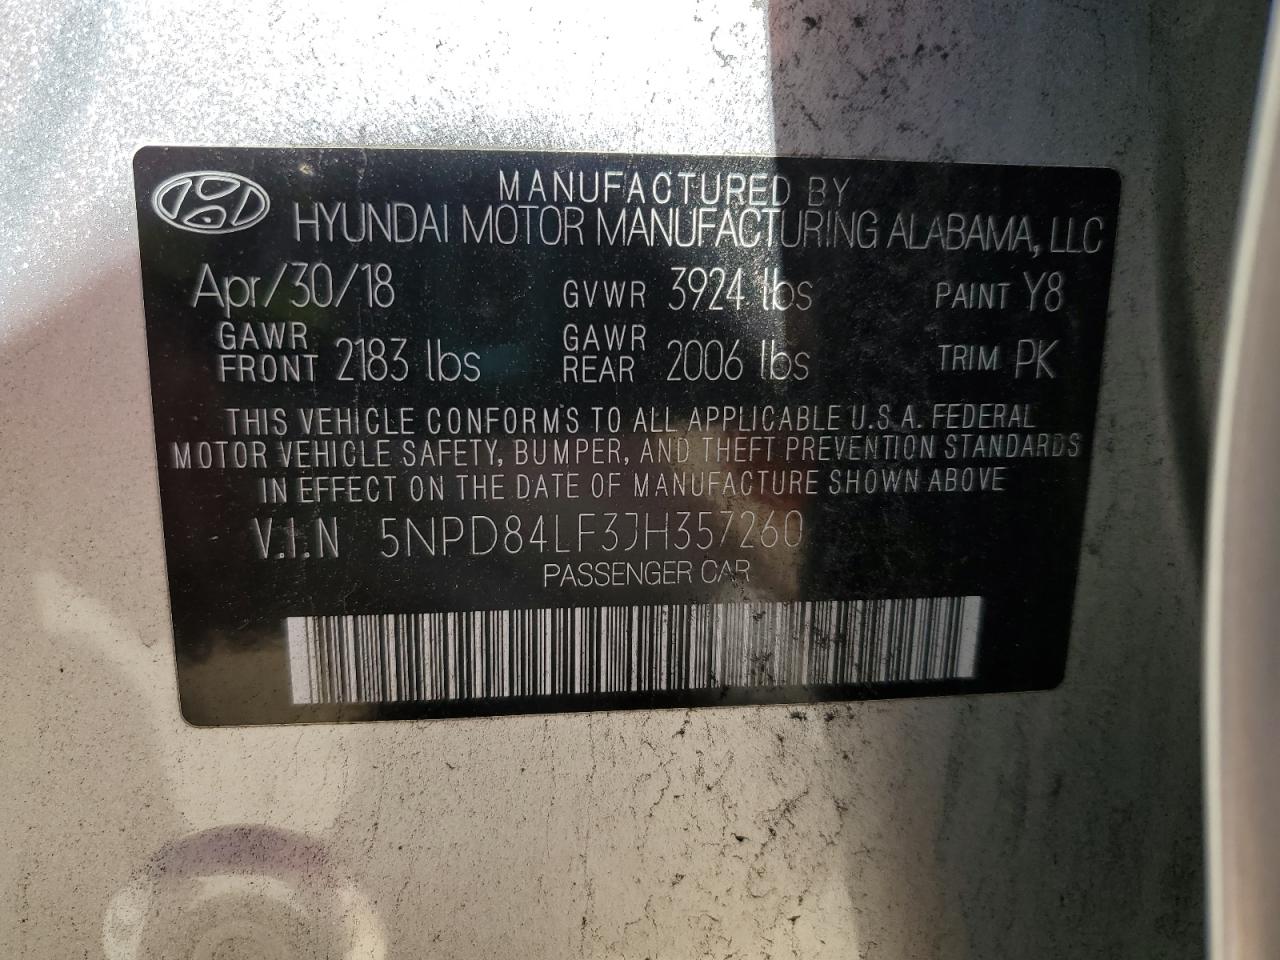 MANUFACTURED BY
HYUNDAI MOTOR MANUFACTURING ALABAMA, LLC
Apr/30/18 GVWR 3924 lbs PAINT Y8
GAWR FRONT 2183 lbs GAWR REAR 2006 lbs TRIM PK
THIS VEHICLE CONFORMS TO ALL APPLICABLE U.S.A. FEDERAL
MOTOR VEHICLE SAFETY, BUMPER, AND THEFT PREVENTION STANDARDS
IN EFFECT ON THE DATE OF MANUFACTURE SHOWN ABOVE
V.I.N 5NPD84LF3JH357260
PASSENGER CAR